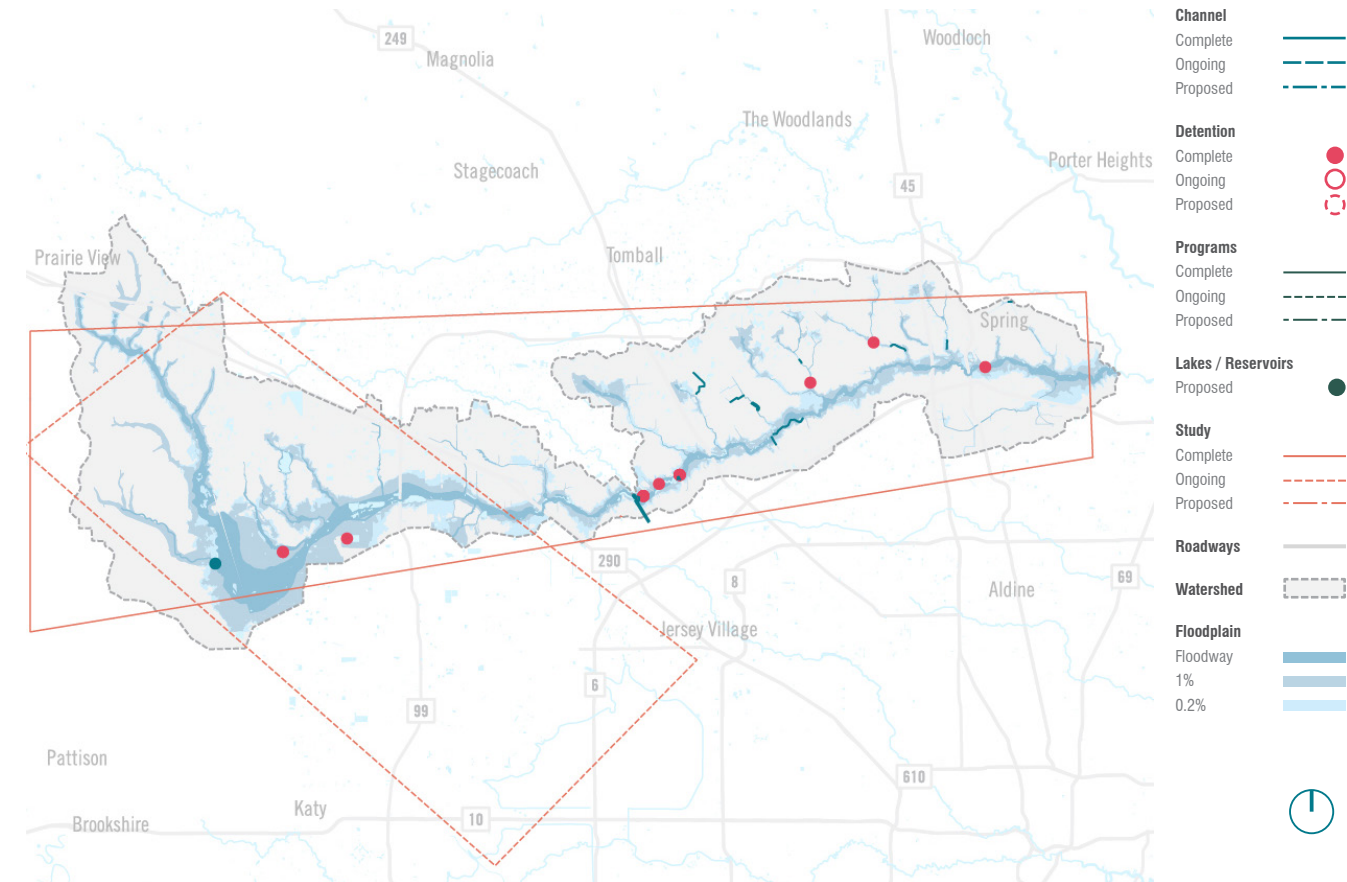 249
Magnolia
Woodloch
The Woodlands
Stagecoach
Porter Heights
45
Prairie View
Tomball
Spring
290
8
69
Aldine
Jersey Village
6
99
Pattison
610
Katy
10
Brookshire
Channel
Complete
Ongoing
Proposed
Detention
Complete
Ongoing
Proposed
Programs
Complete
Ongoing
Proposed
Lakes / Reservoirs
Proposed
Study
Complete
Ongoing
Proposed
Roadways
Watershed
Floodplain
Floodway
1%
0.2%